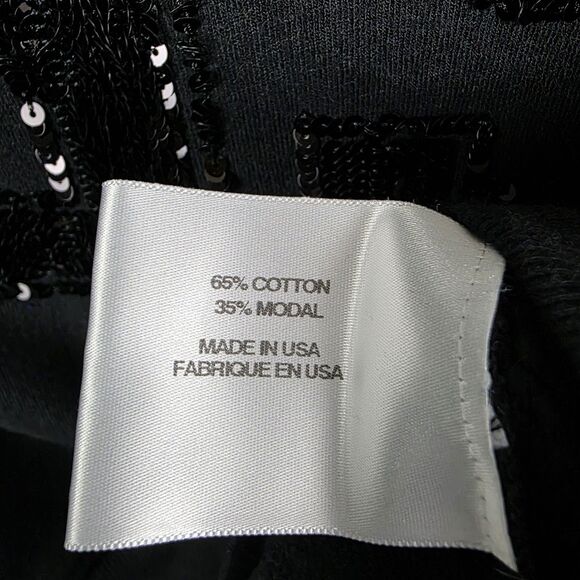 65% COTTON
35% MODAL
MADE IN USA
FABRIQUE EN USA